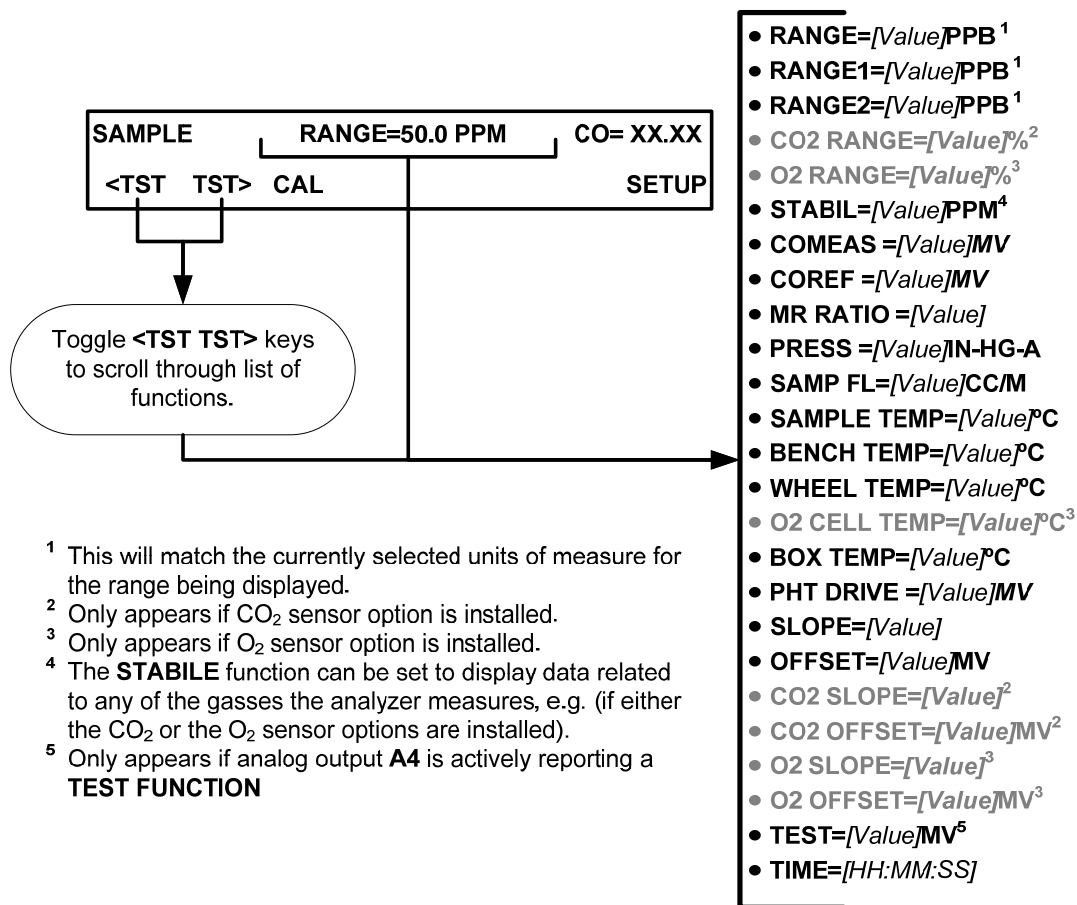 SAMPLE RANGE=50.0 PPM CO= XX.XX
<TST TST> CAL SETUP
Toggle <TST TST> keys
to scroll through list of
functions.
¹ This will match the currently selected units of measure for
the range being displayed.
² Only appears if CO₂ sensor option is installed.
³ Only appears if O₂ sensor option is installed.
⁴ The STABILE function can be set to display data related
to any of the gasses the analyzer measures, e.g. (if either
the CO₂ or the O₂ sensor options are installed).
⁵ Only appears if analog output A4 is actively reporting a
TEST FUNCTION
• RANGE=[Value]PPB¹
• RANGE1=[Value]PPB¹
• RANGE2=[Value]PPB¹
• CO2 RANGE=[Value]%²
• O2 RANGE=[Value]%³
• STABIL=[Value]PPM⁴
• COMEAS =[Value]MV
• COREF =[Value]MV
• MR RATIO =[Value]
• PRESS =[Value]IN-HG-A
• SAMP FL=[Value]CC/M
• SAMPLE TEMP=[Value]ºC
• BENCH TEMP=[Value]ºC
• WHEEL TEMP=[Value]ºC
• O2 CELL TEMP=[Value]ºC³
• BOX TEMP=[Value]ºC
• PHT DRIVE =[Value]MV
• SLOPE=[Value]
• OFFSET=[Value]MV
• CO2 SLOPE=[Value]²
• CO2 OFFSET=[Value]MV²
• O2 SLOPE=[Value]³
• O2 OFFSET=[Value]MV³
• TEST=[Value]MV⁵
• TIME=[HH:MM:SS]